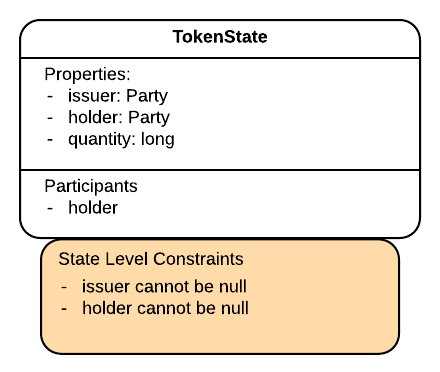 TokenState
Properties:
- issuer: Party
- holder: Party
- quantity: long
Participants
- holder
State Level Constraints
- issuer cannot be null
- holder cannot be null